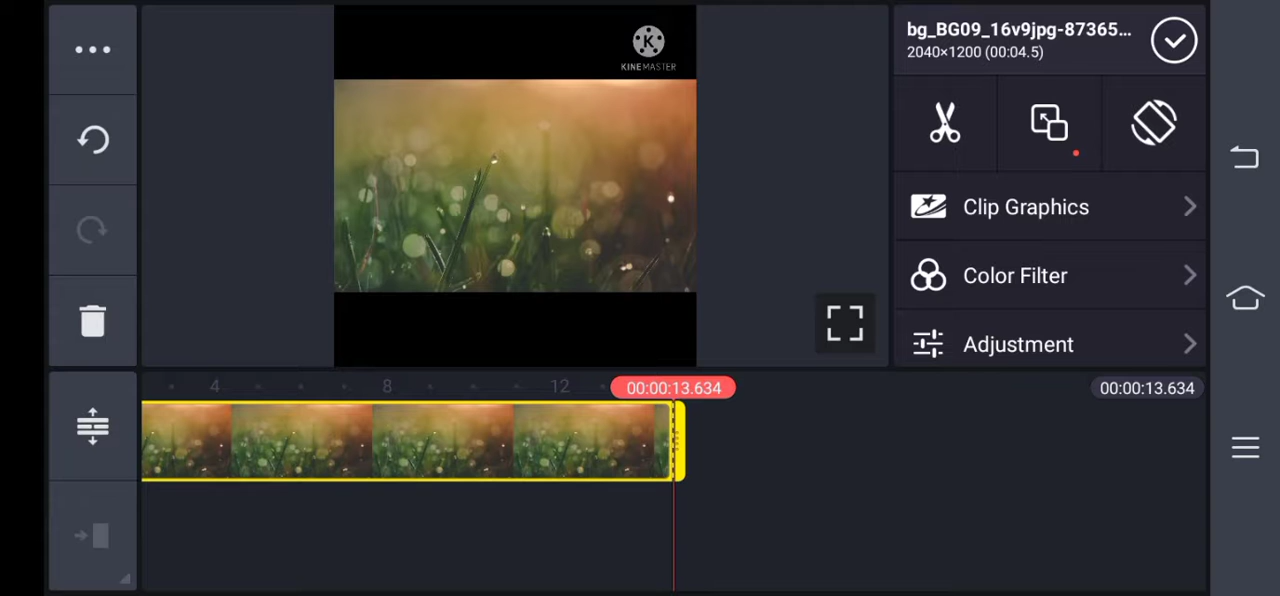 KINEMASTER
bg_BG09_16v9jpg-87365...
2040×1200 (00:04.5)
Clip Graphics
Color Filter
Adjustment
4
8
12
00:00:13.634
00:00:13.634